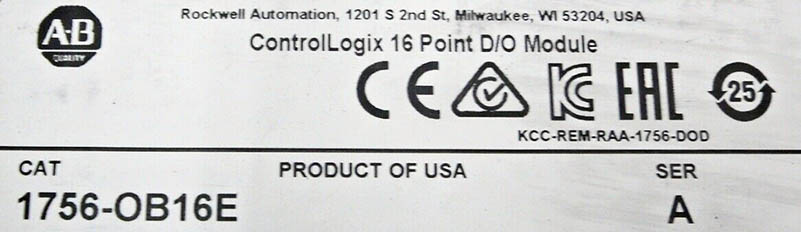 Rockwell Automation, 1201 S 2nd St, Milwaukee, WI 53204, USA
A-B
QUALITY
ControlLogix 16 Point D/O Module
CE KC EAC 25
KCC-REM-RAA-1756-DOD
CAT PRODUCT OF USA SER
1756-OB16E A